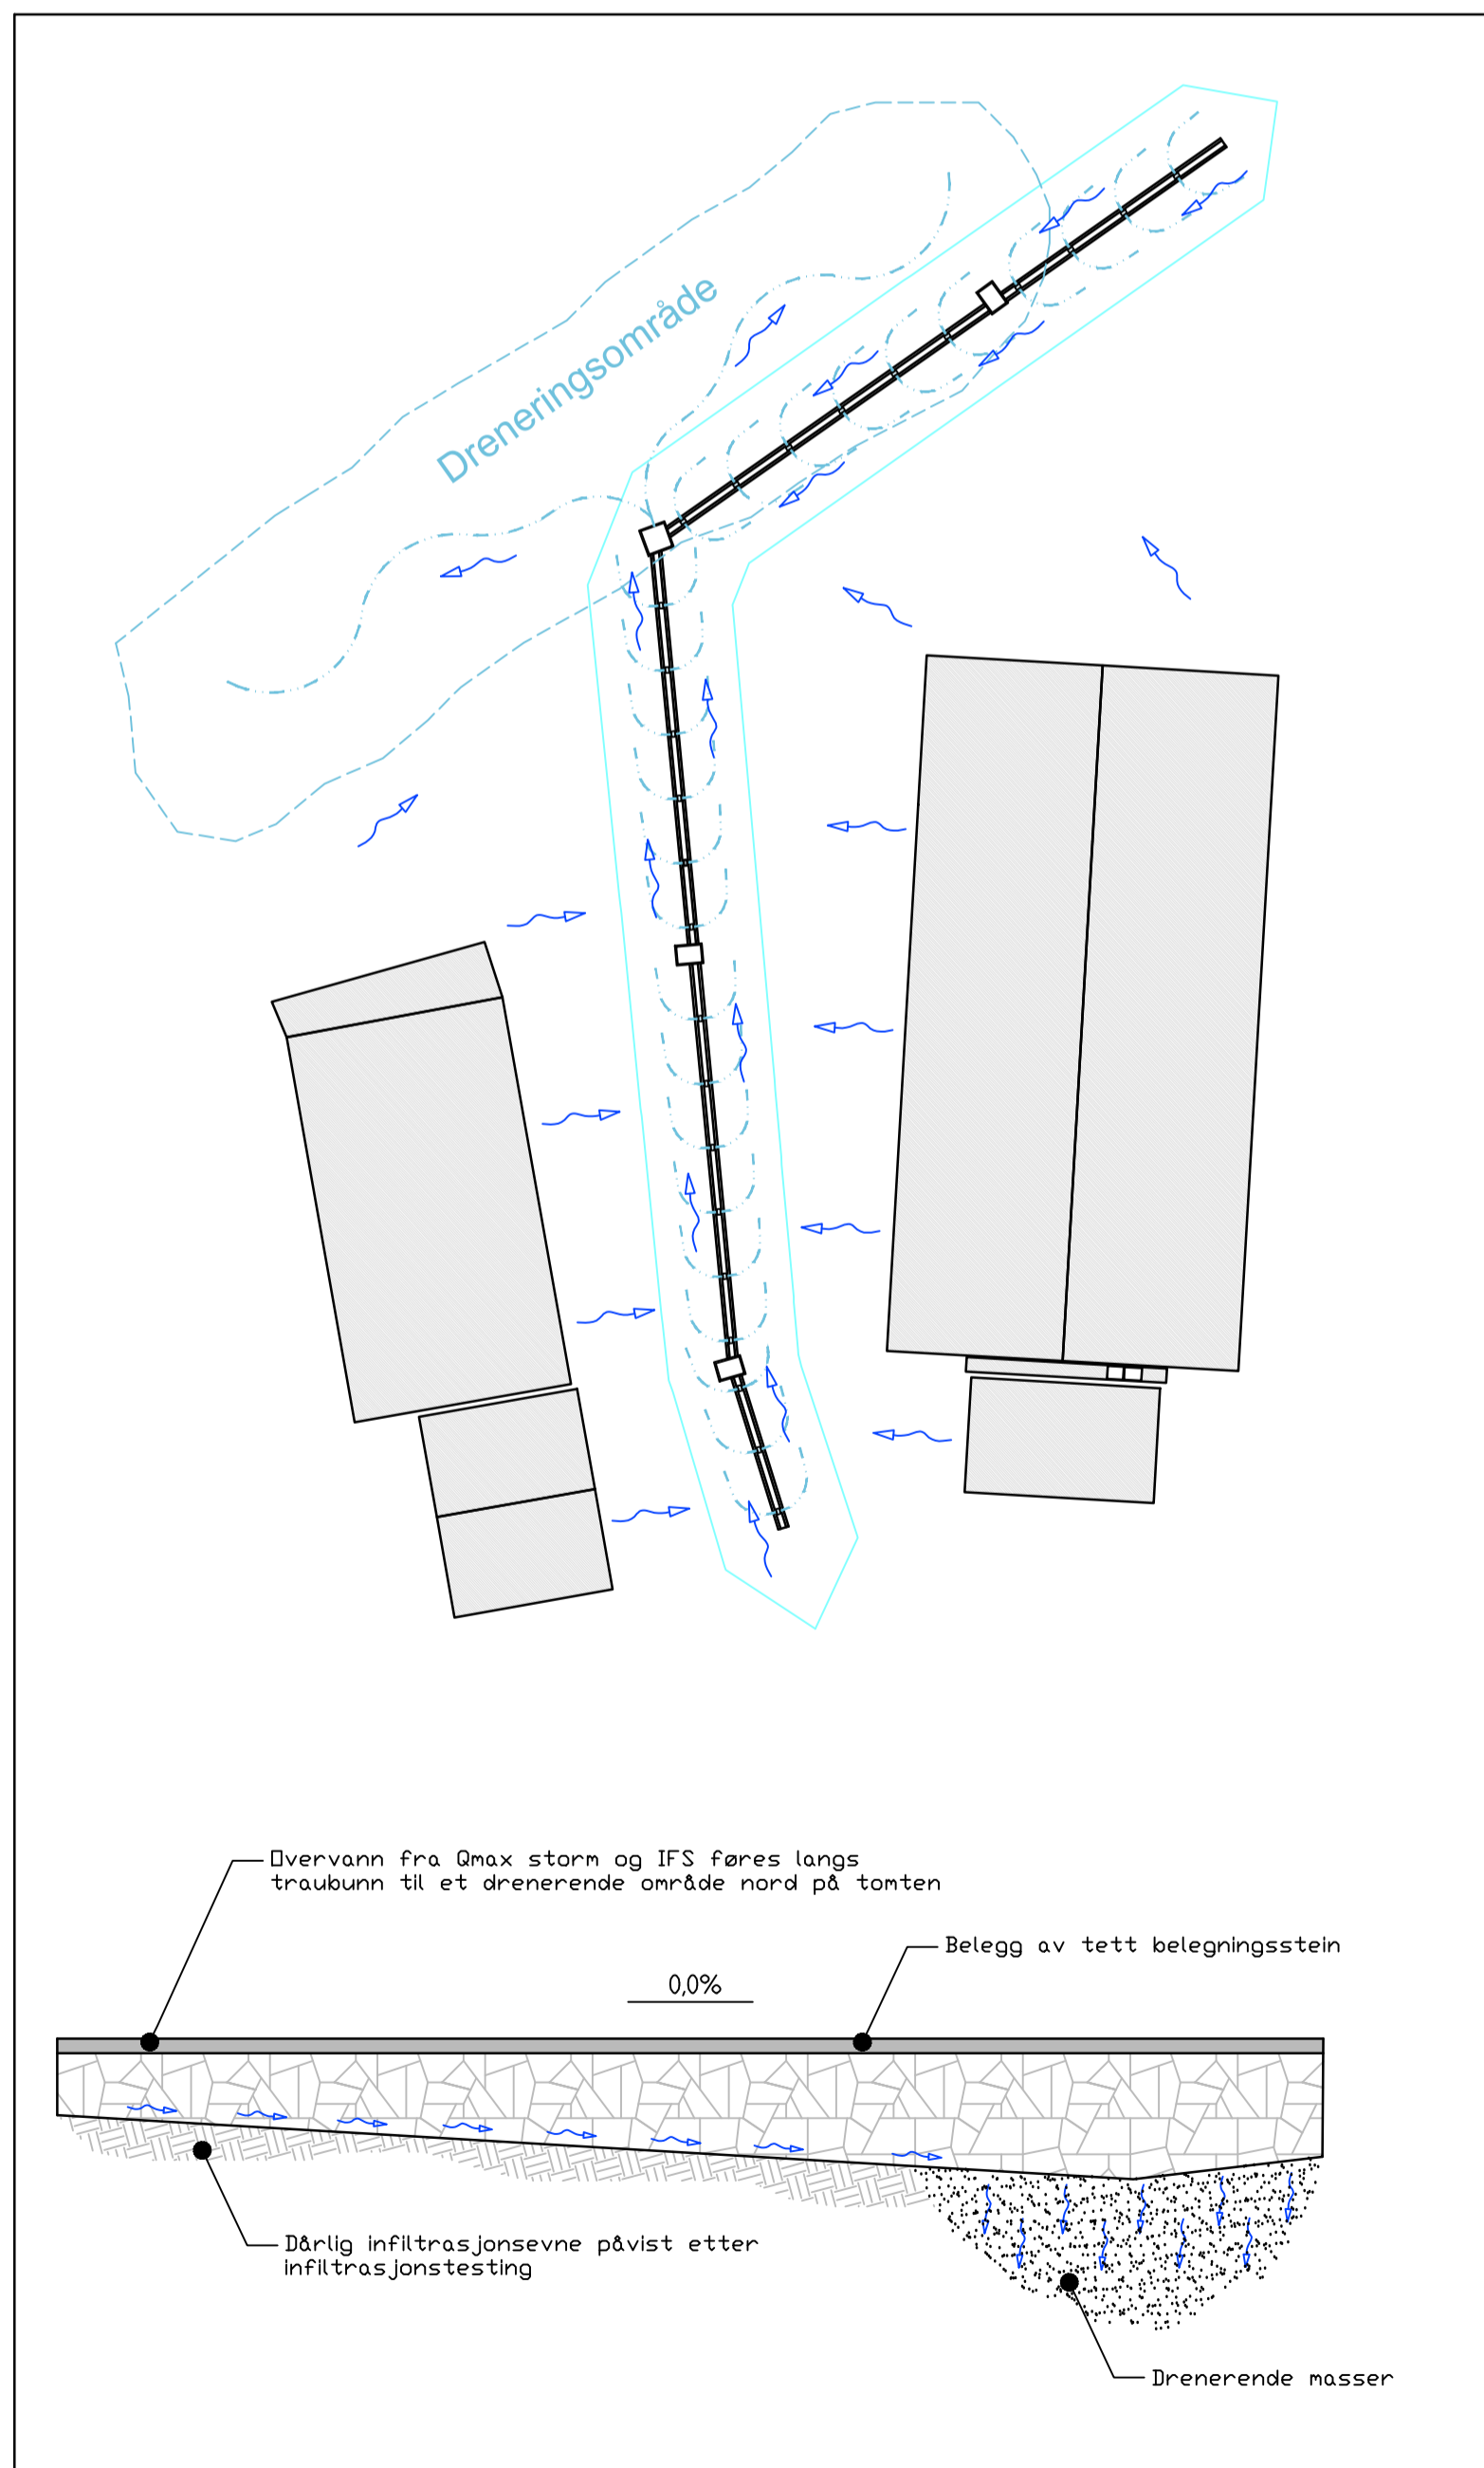 Dreneringsområde
Overvann fra Qmax storm og IFS føres langs
traubunn til et drenerende område nord på tomten
Belegg av tett belegningsstein
0,0%
Dårlig infiltrasjonsevne påvist etter
infiltrasjonstesting
Drenerende masser